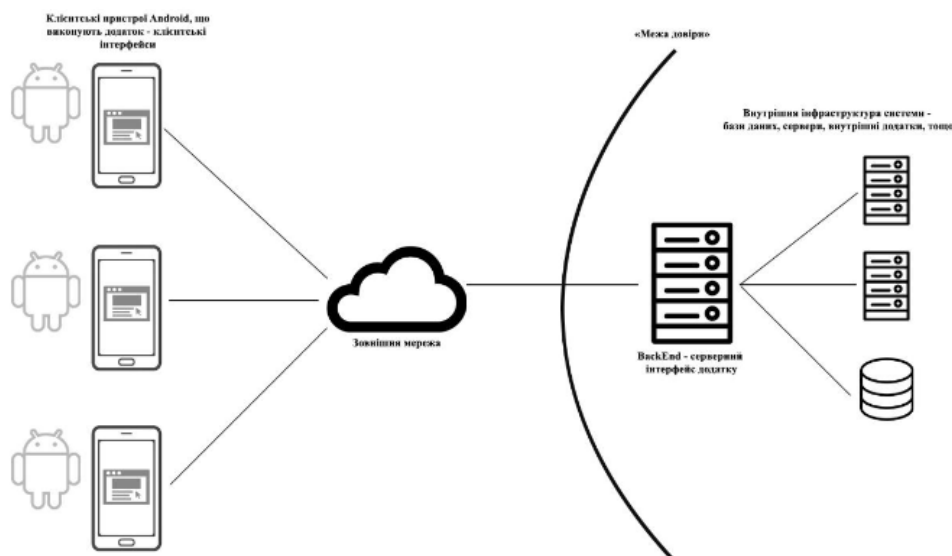 Клієнтські пристрої Android, що
виконують додаток - клієнтські
інтерфейси
«Межа довіри»
Внутрішня інфраструктура системи -
бази даних, сервери, внутрішні додатки, тощо
Зовнішня мережа
BackEnd - серверний
інтерфейс додатку